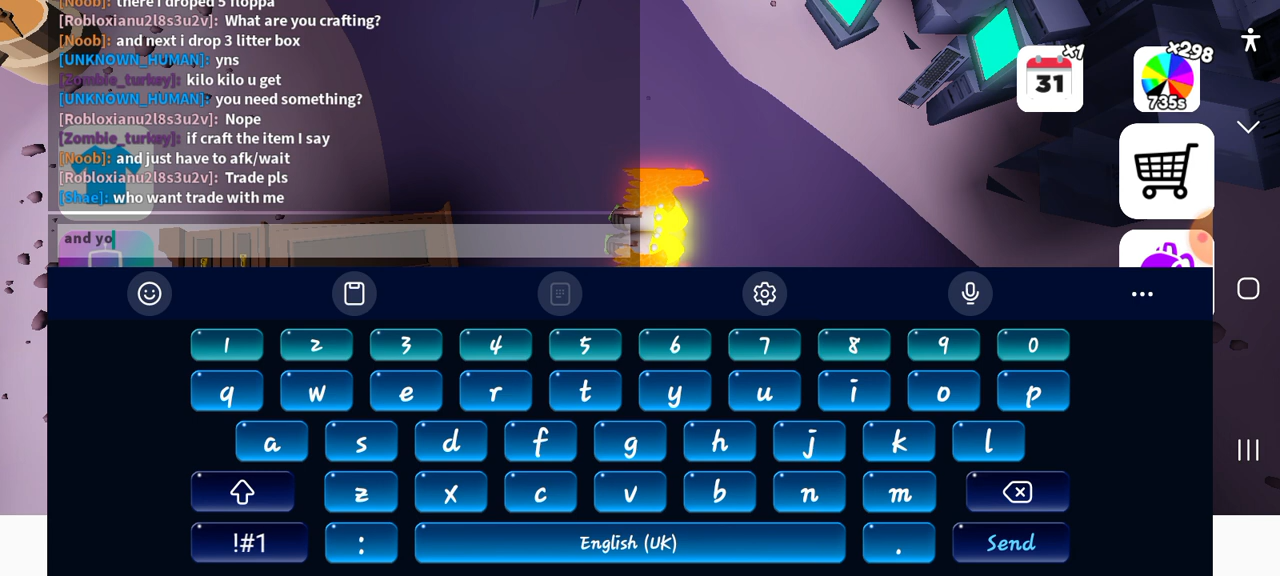 [Noob]: there i droped 5 floppa
[Robloxianu2l8s3u2v]: What are you crafting?
[Noob]: and next i drop 3 litter box
[UNKNOWN_HUMAN]: yns
[Zombie_turkey]: kilo kilo u get
[UNKNOWN_HUMAN]: you need something?
[Robloxianu2l8s3u2v]: Nope
[Zombie_turkey]: if craft the item I say
[Noob]: and just have to afk/wait
[Robloxianu2l8s3u2v]: Trade pls
[Shae]: who want trade with me
and yo
x1
31
x298
735s
1 2 3 4 5 6 7 8 9 0
q w e r t y u i o p
a s d f g h j k l
z x c v b n m
!#1 : English (UK) . Send